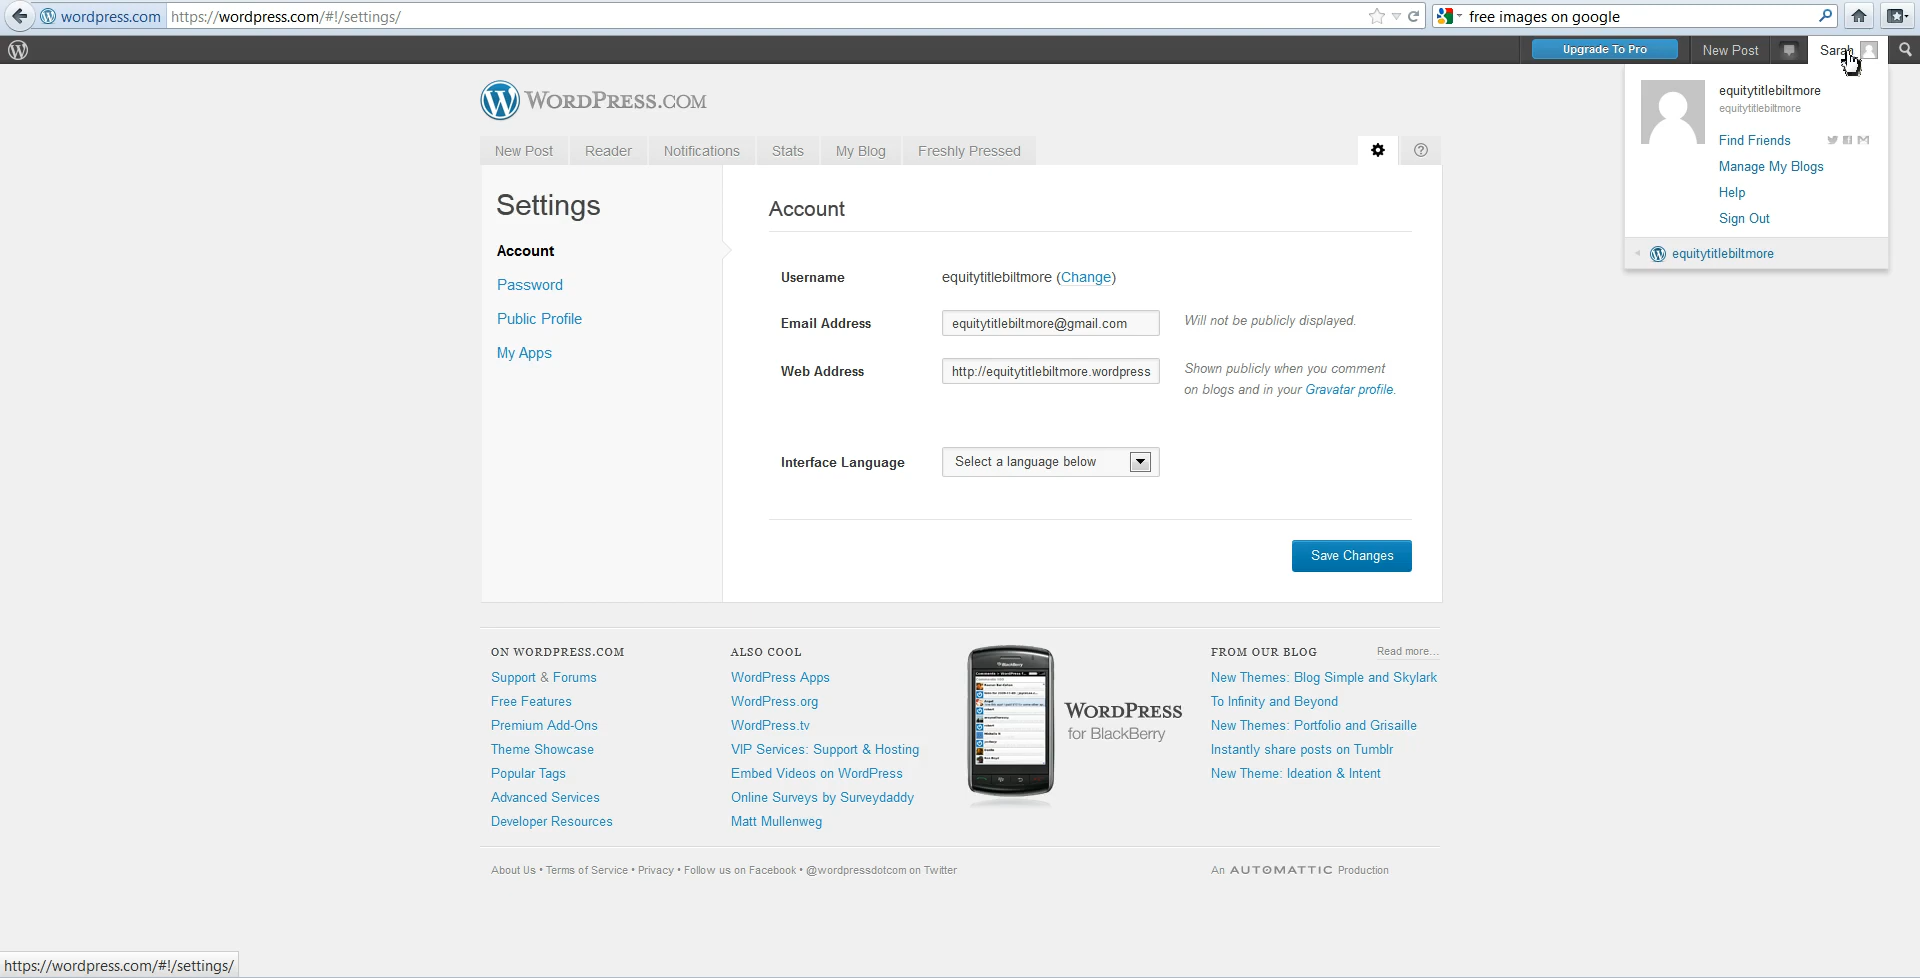 wordpress.com https://wordpress.com/#!/settings/ free images on google
Upgrade To Pro New Post Sarah
equitytitlebiltmore
equitytitlebiltmore
Find Friends
Manage My Blogs
Help
Sign Out
equitytitlebiltmore
WORDPRESS.COM
New Post Reader Notifications Stats My Blog Freshly Pressed
Settings
Account
Password
Public Profile
My Apps
Account
Username equitytitlebiltmore (Change)
Email Address equitytitlebiltmore@gmail.com Will not be publicly displayed.
Web Address http://equitytitlebiltmore.wordpress Shown publicly when you comment
on blogs and in your Gravatar profile.
Interface Language Select a language below
Save Changes
ON WORDPRESS.COM
Support & Forums
Free Features
Premium Add-Ons
Theme Showcase
Popular Tags
Advanced Services
Developer Resources
ALSO COOL
WordPress Apps
WordPress.org
WordPress.tv
VIP Services: Support & Hosting
Embed Videos on WordPress
Online Surveys by Surveydaddy
Matt Mullenweg
BlackBerry
WORDPRESS
for BlackBerry
FROM OUR BLOG Read more...
New Themes: Blog Simple and Skylark
To Infinity and Beyond
New Themes: Portfolio and Grisaille
Instantly share posts on Tumblr
New Theme: Ideation & Intent
About Us • Terms of Service • Privacy • Follow us on Facebook • @wordpressdotcom on Twitter
An AUTOMATTIC Production
https://wordpress.com/#!/settings/